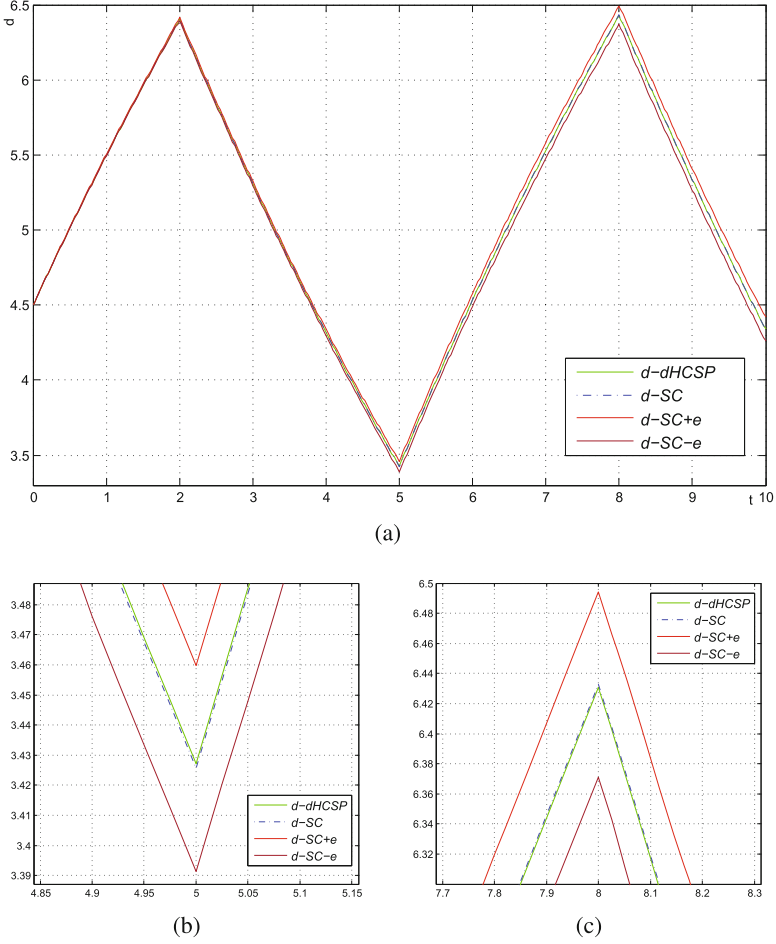 6.5
d
6
5.5
5
4.5
4
3.5
d−dHCSP
d−SC
d−SC+e
d−SC−e
0 1 2 3 4 5 6 7 8 9 t 10
(a)
3.48
3.47
3.46
3.45
3.44
3.43
3.42
3.41
3.4
3.39
d−dHCSP
d−SC
d−SC+e
d−SC−e
4.85 4.9 4.95 5 5.05 5.1 5.15
(b)
6.5
6.48
6.46
6.44
6.42
6.4
6.38
6.36
6.34
6.32
d−dHCSP
d−SC
d−SC+e
d−SC−e
7.7 7.8 7.9 8 8.1 8.2 8.3
(c)